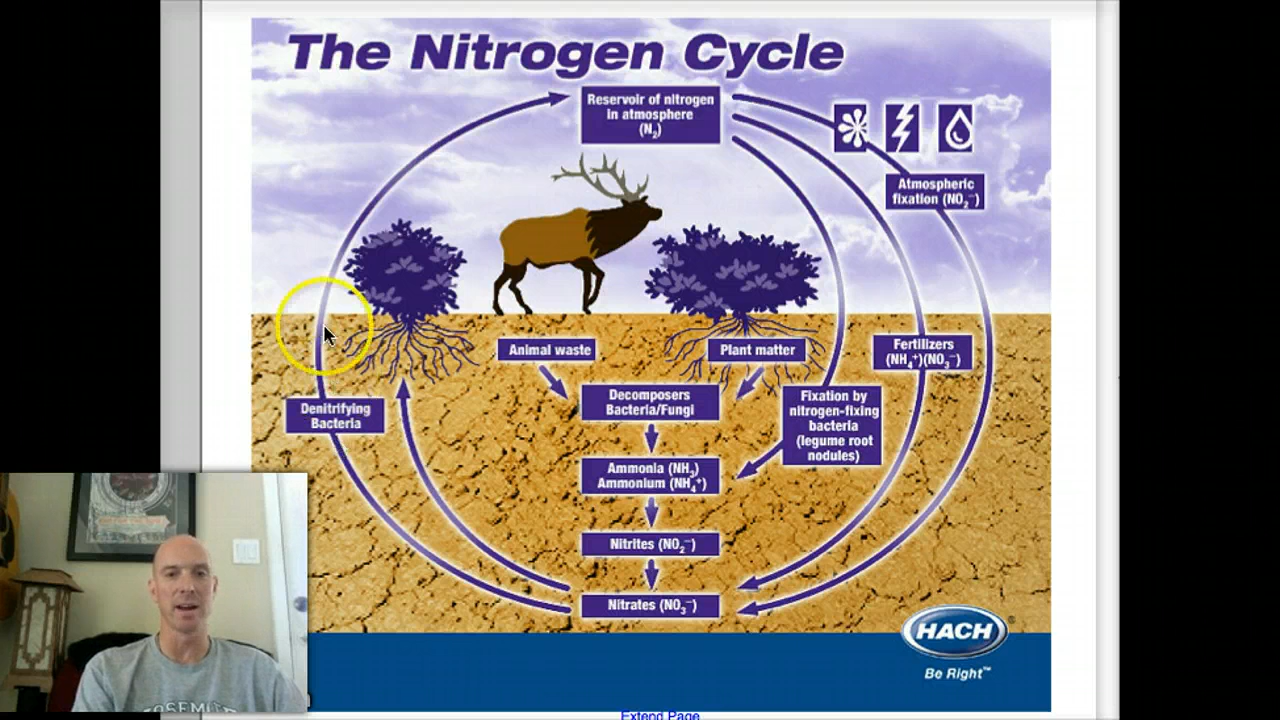 The Nitrogen Cycle
Reservoir of nitrogen
in atmosphere
(N₂)
Atmospheric
fixation (NO₂⁻)
Animal waste
Plant matter
Fertilizers
(NH₄⁺)(NO₃⁻)
Denitrifying
Bacteria
Decomposers
Bacteria/Fungi
Fixation by
nitrogen-fixing
bacteria
(legume root
nodules)
Ammonia (NH₃)
Ammonium (NH₄⁺)
Nitrites (NO₂⁻)
Nitrates (NO₃⁻)
HACH®
Be Right™
Extend Page